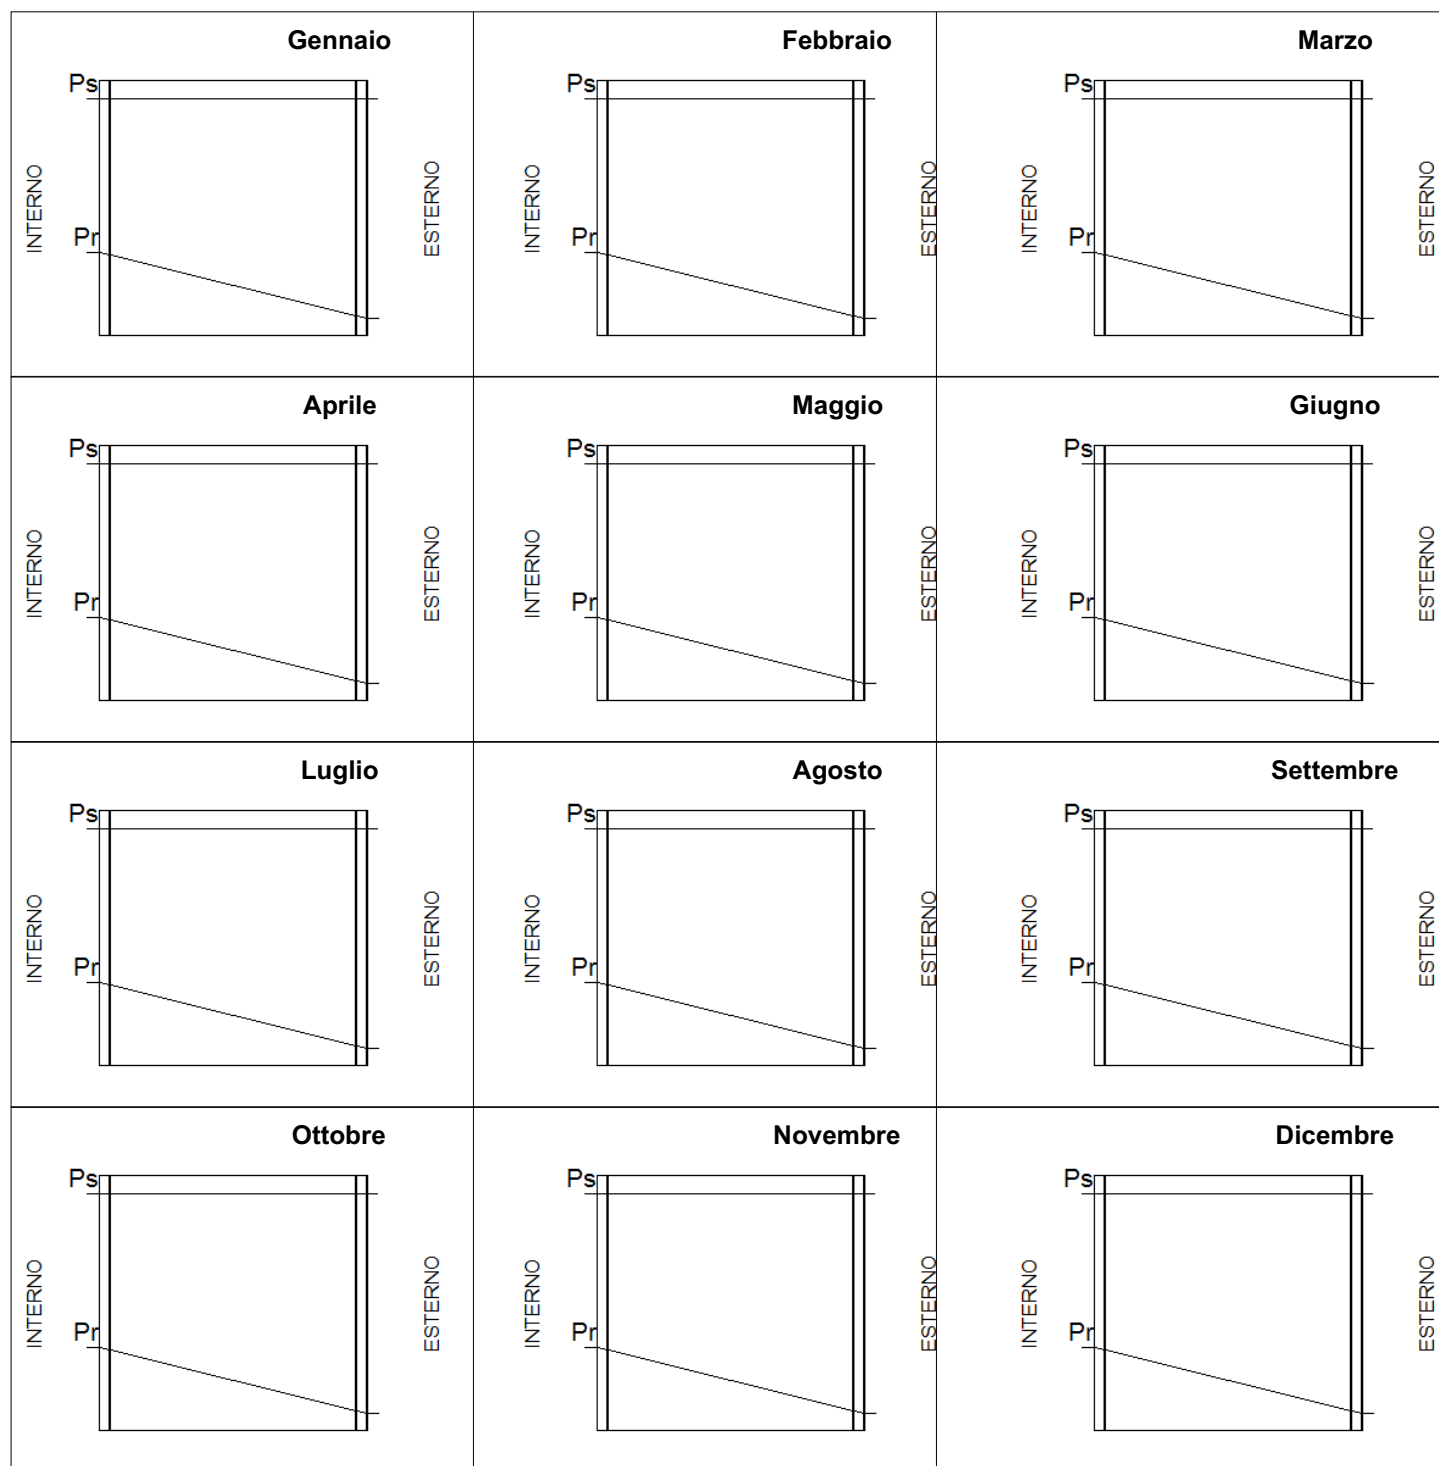 Gennaio
Ps
INTERNO
Pr
ESTERNO
Febbraio
Ps
INTERNO
Pr
ESTERNO
Marzo
Ps
INTERNO
Pr
ESTERNO
Aprile
Ps
INTERNO
Pr
ESTERNO
Maggio
Ps
INTERNO
Pr
ESTERNO
Giugno
Ps
INTERNO
Pr
ESTERNO
Luglio
Ps
INTERNO
Pr
ESTERNO
Agosto
Ps
INTERNO
Pr
ESTERNO
Settembre
Ps
INTERNO
Pr
ESTERNO
Ottobre
Ps
INTERNO
Pr
ESTERNO
Novembre
Ps
INTERNO
Pr
ESTERNO
Dicembre
Ps
INTERNO
Pr
ESTERNO